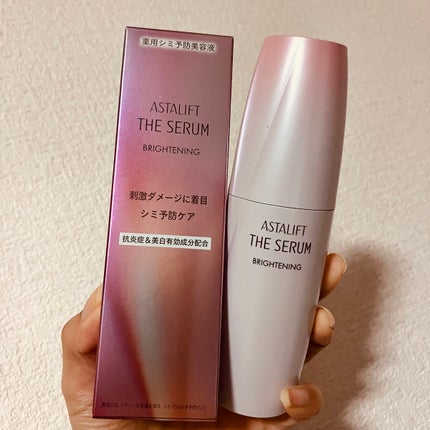 薬用シミ予防美容液
ASTALIFT
THE SERUM
BRIGHTENING
刺激ダメージに着目
シミ予防ケア
抗炎症&美白有効成分配合
ASTALIFT
THE SERUM
BRIGHTENING